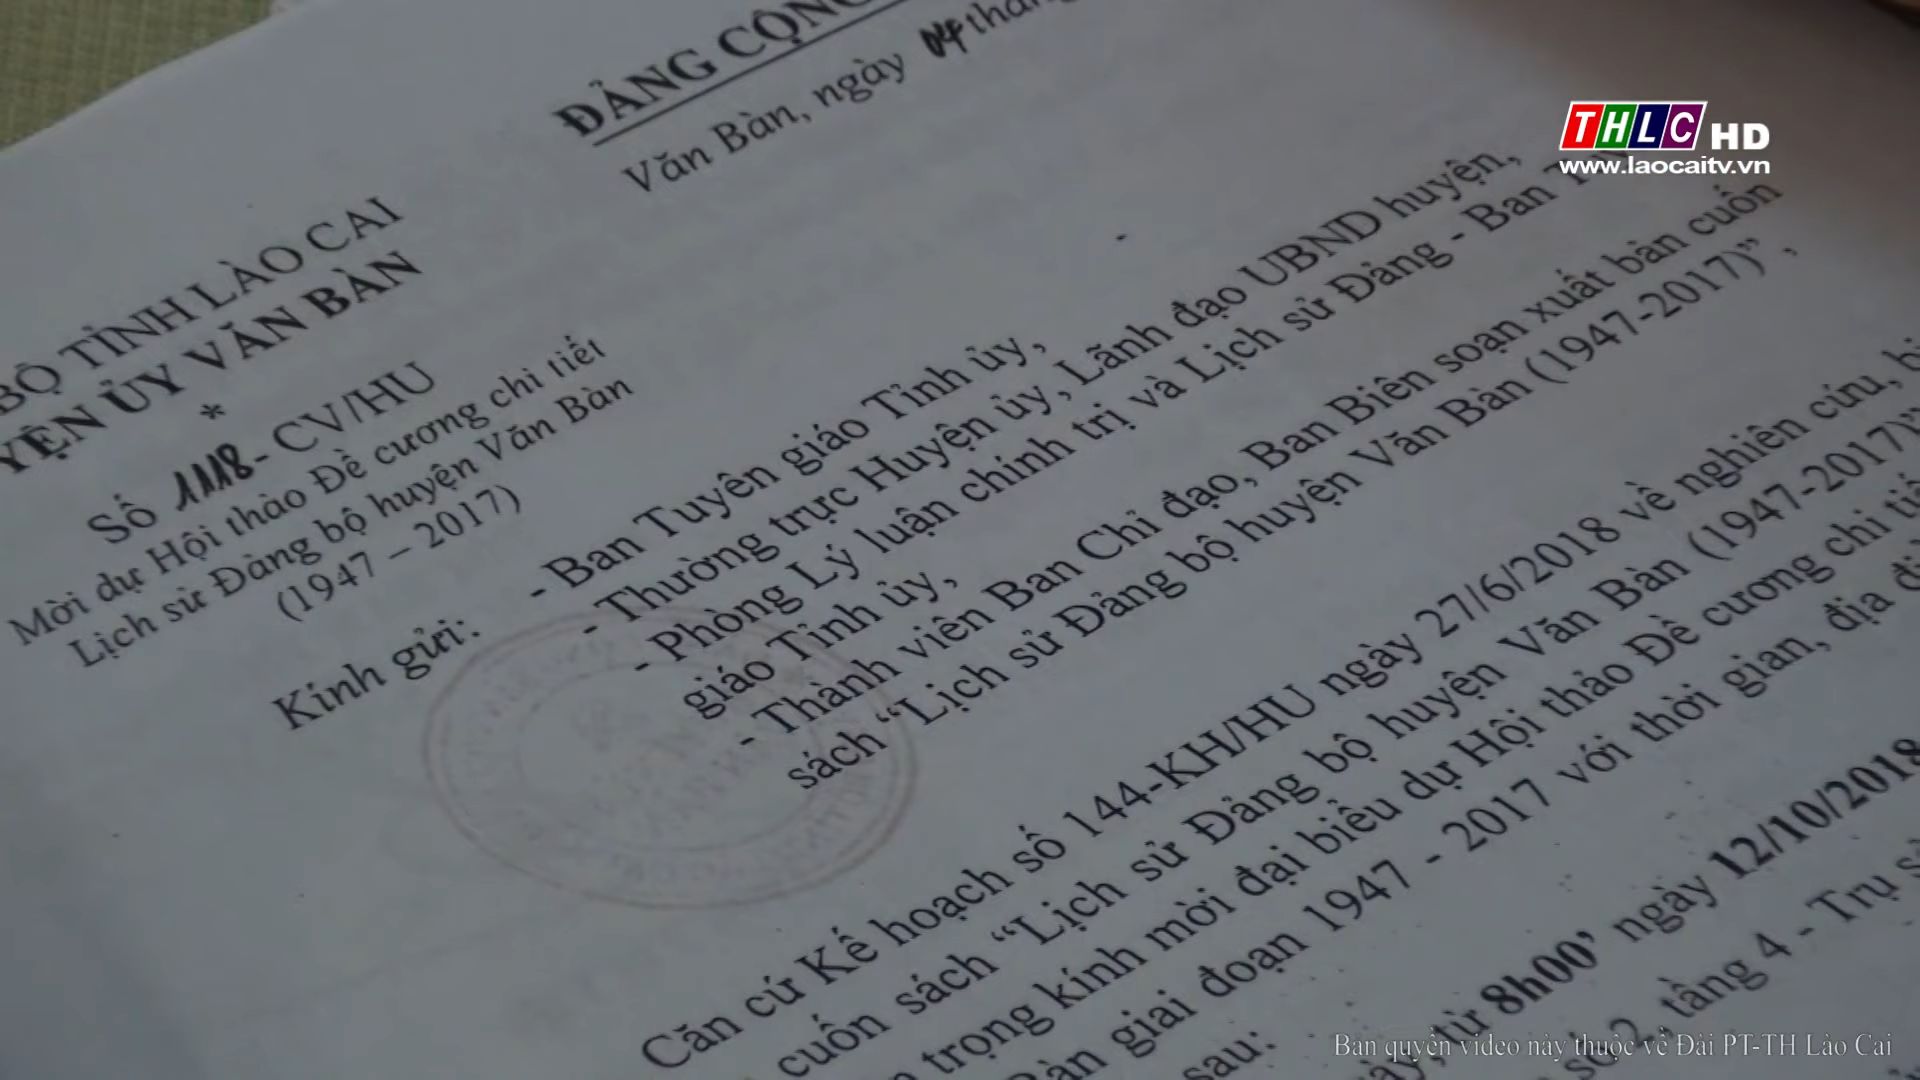 ĐẢNG CỘNG
Văn Bàn, ngày 04 tháng
BỘ TỈNH LÀO CAI
YỆN ỦY VĂN BÀN
*
Số 1118- CV/HU
Mời dự Hội thảo Đề cương chi tiết
Lịch sử Đảng bộ huyện Văn Bàn
(1947 – 2017)
Kính gửi:
- Ban Tuyên giáo Tỉnh ủy,
- Thường trực Huyện ủy, Lãnh đạo UBND huyện,
- Phòng Lý luận chính trị và Lịch sử Đảng - Ban
giáo Tỉnh ủy,
- Thành viên Ban Chỉ đạo, Ban Biên soạn xuất bản cuốn
sách “Lịch sử Đảng bộ huyện Văn Bàn (1947-2017)”,
Căn cứ Kế hoạch số 144-KH/HU ngày 27/6/2018 về nghiên cứu,
cuốn sách “Lịch sử Đảng bộ huyện Văn Bàn (1947-2017)”
trọng kính mời đại biểu dự Hội thảo Đề cương chi
giai đoạn 1947 - 2017 với thời gian, địa
sau:
từ 8h00’ ngày 12/10/2018
số 2, tầng 4 - Trụ
THLC HD
www.laocaitv.vn
Bản quyền video này thuộc về Đài PT-TH Lào Cai